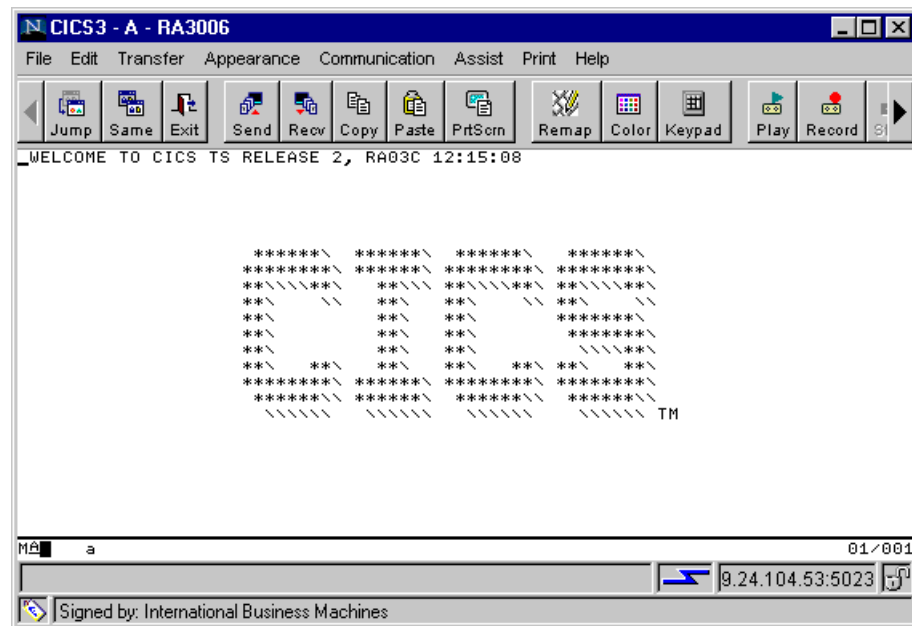 CICS3 - A - RA3006
File Edit Transfer Appearance Communication Assist Print Help
Jump Same Exit Send Recv Copy Paste PrtScrn Remap Color Keypad Play Record
WELCOME TO CICS TS RELEASE 2, RA03C 12:15:08
******\  ******\  ******\   ******\
********\ ******\ ********\ ********\
**\\\\**\   **\\\ **\\\\**\ **\\\\**\
**\    \\   **\   **\    \\ **\    \\
**\         **\   **\       *******\
**\         **\   **\        *******\
**\         **\   **\         \\\\**\
**\   **\   **\   **\   **\ **\   **\
********\ ******\ ********\ ********\
******\\ ******\  ******\\  ******\\
\\\\\\  \\\\\\   \\\\\\    \\\\\\ TM
MA a 01/001
9.24.104.53:5023
Signed by: International Business Machines